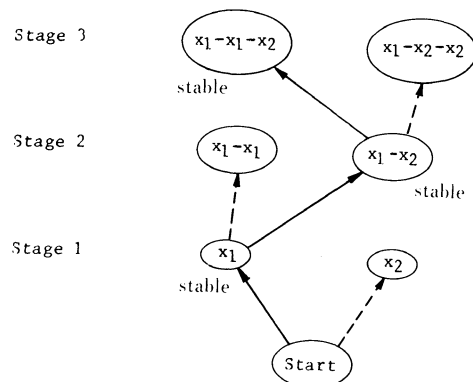 Stage 3
x1-x1-x2
x1-x2-x2
stable
Stage 2
x1-x1
x1-x2
stable
Stage 1
x1
x2
stable
Start